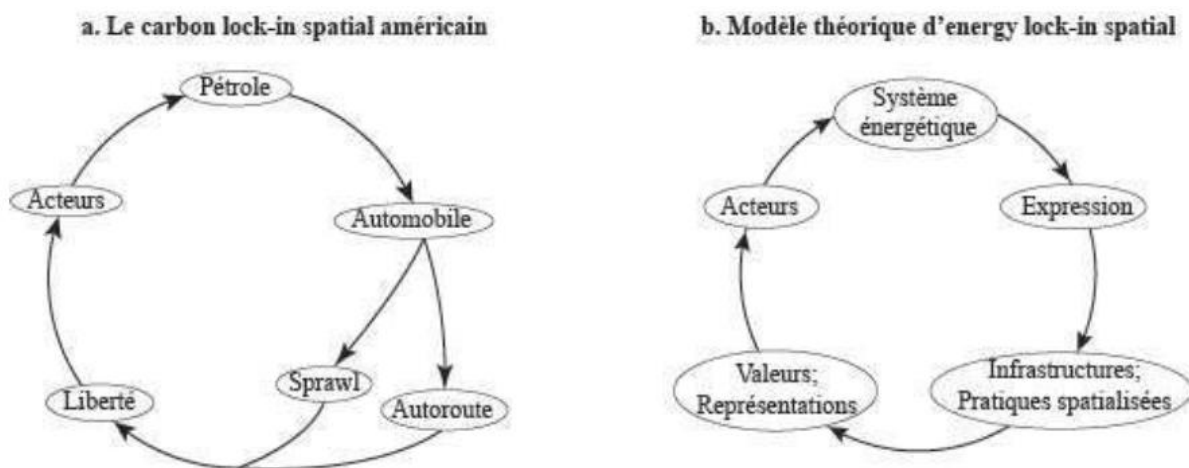 a. Le carbon lock-in spatial américain
Pétrole
Acteurs
Automobile
Sprawl
Liberté
Autoroute
b. Modèle théorique d'energy lock-in spatial
Système
énergétique
Acteurs
Expression
Valeurs;
Représentations
Infrastructures;
Pratiques spatialisées